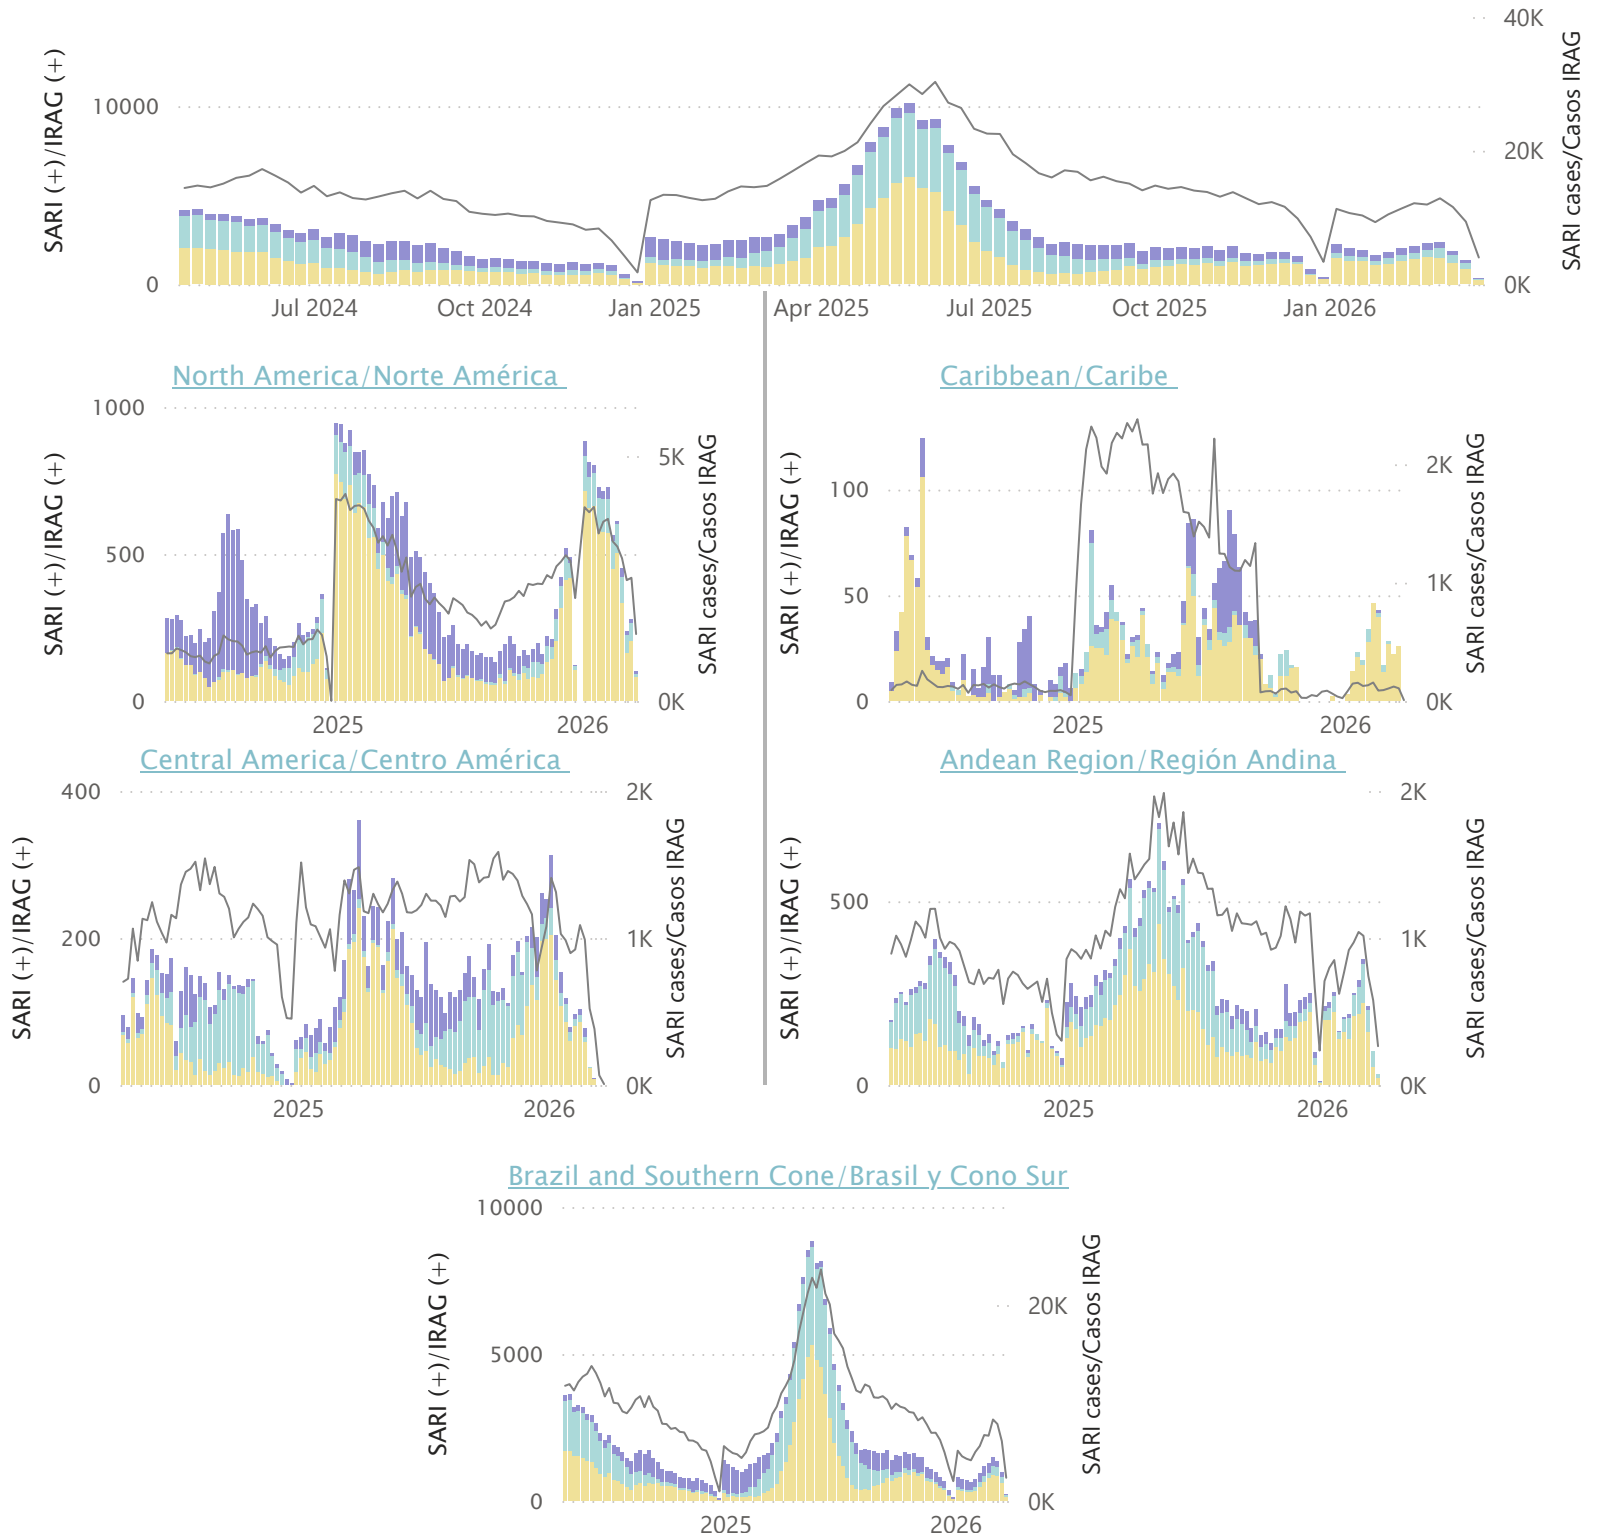 40K
10000
20K
0
0K
SARI (+)/IRAG (+)
SARI cases/Casos IRAG
Jul 2024 Oct 2024 Jan 2025 Apr 2025 Jul 2025 Oct 2025 Jan 2026
North America/Norte América
1000
5K
500
0
0K
SARI (+)/IRAG (+)
SARI cases/Casos IRAG
2025 2026
Caribbean/Caribe
2K
100
1K
50
0
0K
SARI (+)/IRAG (+)
SARI cases/Casos IRAG
2025 2026
Central America/Centro América
400
2K
200
1K
0
0K
SARI (+)/IRAG (+)
SARI cases/Casos IRAG
2025 2026
Andean Region/Región Andina
2K
500
1K
0
0K
SARI (+)/IRAG (+)
SARI cases/Casos IRAG
2025 2026
Brazil and Southern Cone/Brasil y Cono Sur
10000
20K
5000
0
0K
SARI (+)/IRAG (+)
SARI cases/Casos IRAG
2025 2026